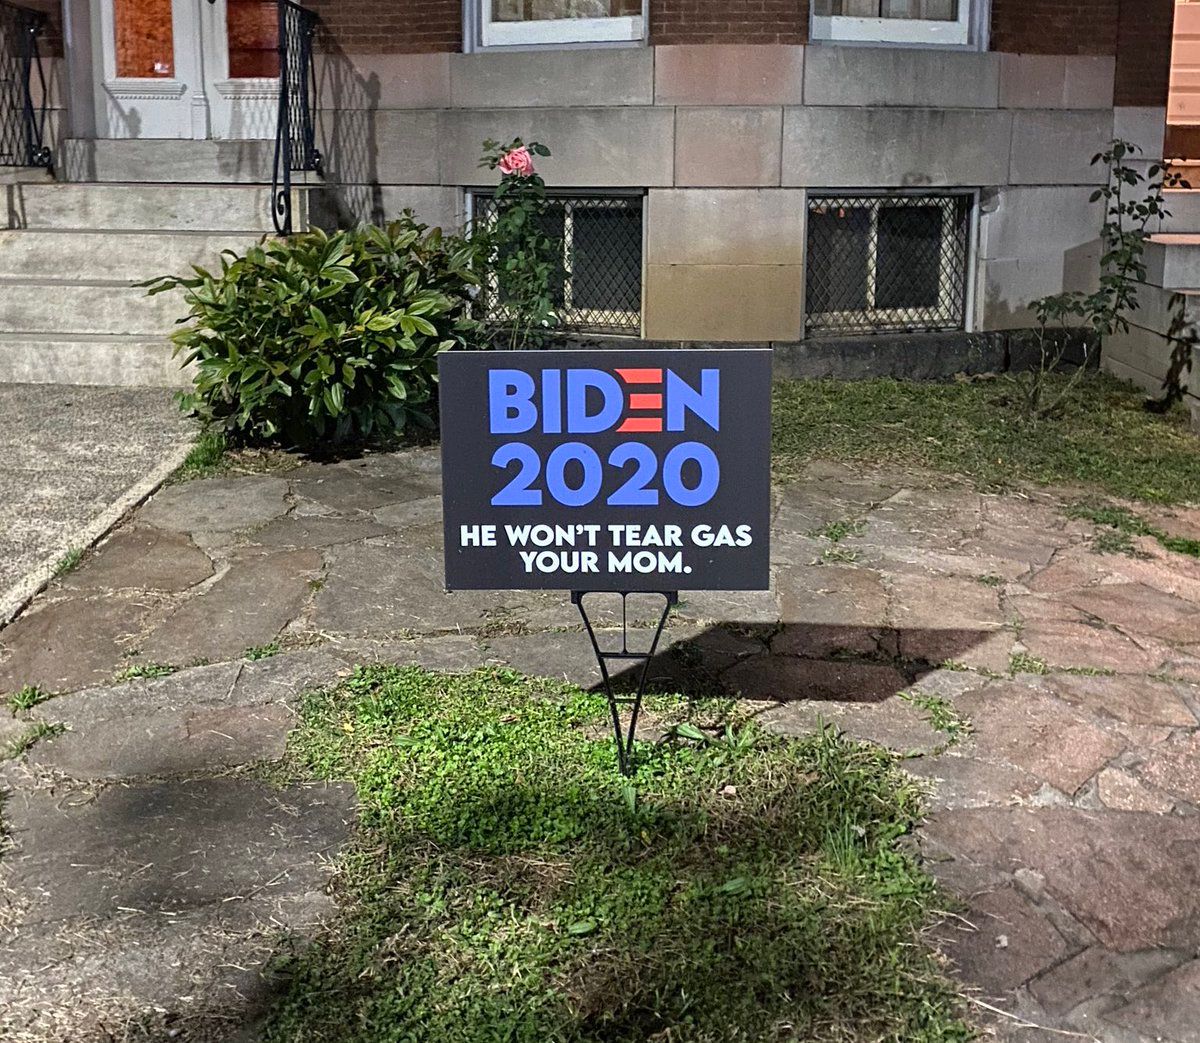 BIDEN
2020
HE WON'T TEAR GAS
YOUR MOM.